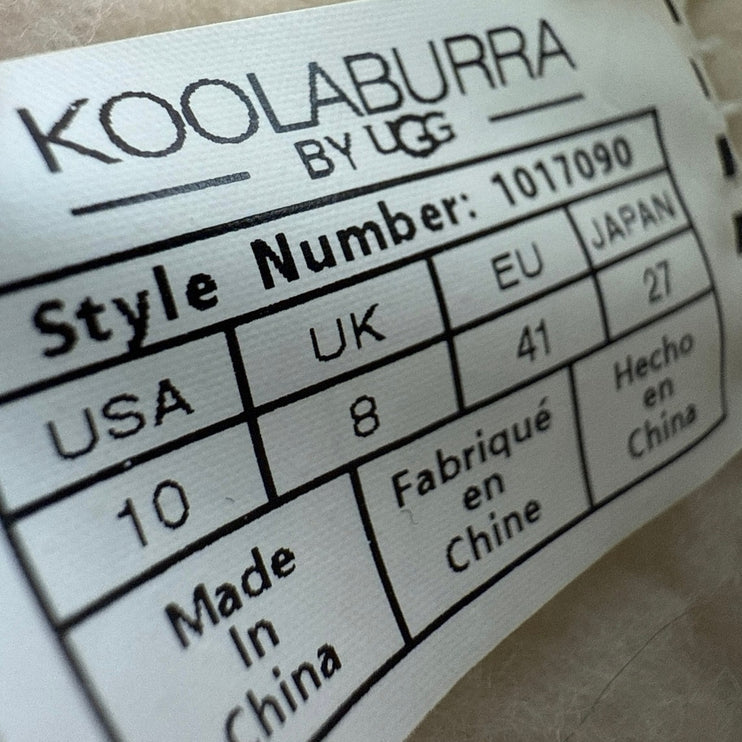 KOOLABURRA
BY UGG
Style Number: 1017090
USA UK EU JAPAN
10 8 41 27
Made
In
China
Fabriqué
en
Chine
Hecho
en
China